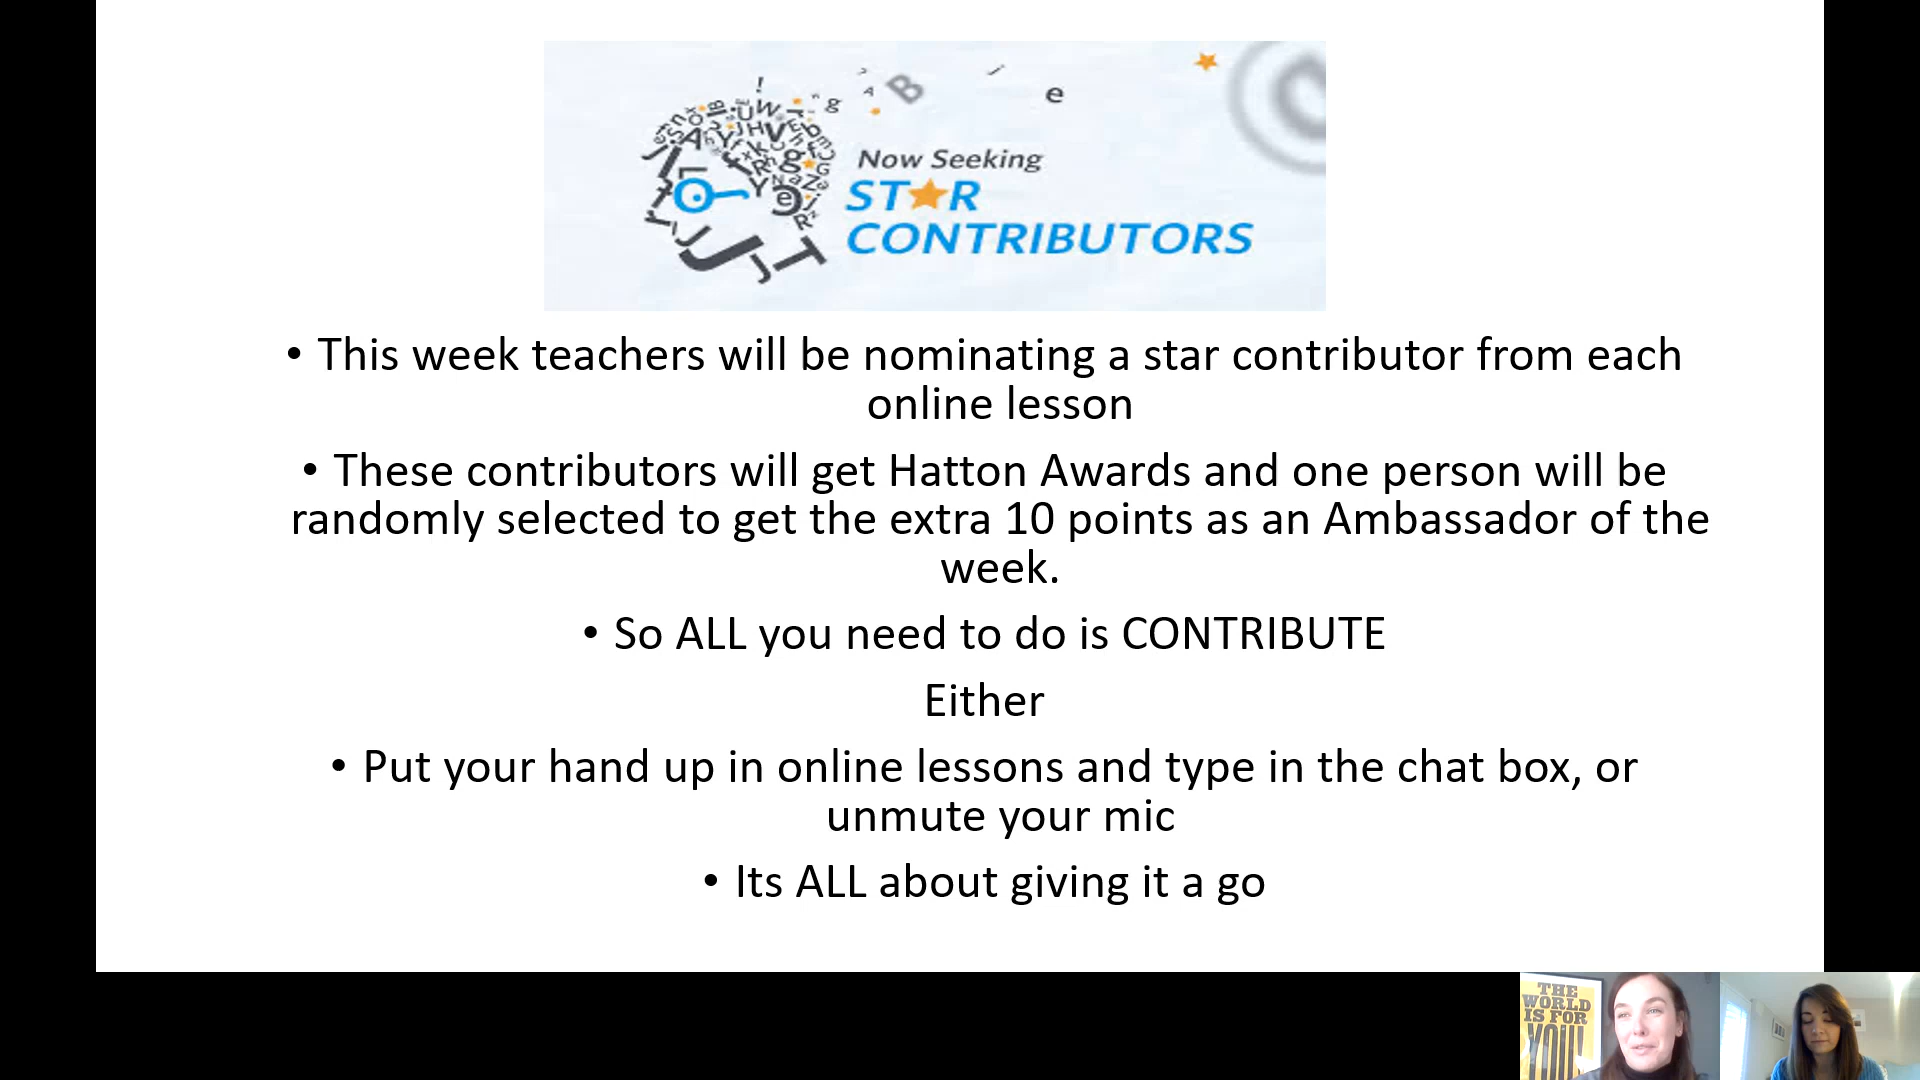 Now Seeking
ST★R
CONTRIBUTORS
• This week teachers will be nominating a star contributor from each
online lesson
• These contributors will get Hatton Awards and one person will be
randomly selected to get the extra 10 points as an Ambassador of the
week.
• So ALL you need to do is CONTRIBUTE
Either
• Put your hand up in online lessons and type in the chat box, or
unmute your mic
• Its ALL about giving it a go
THE
WORLD
IS FOR
YOU!